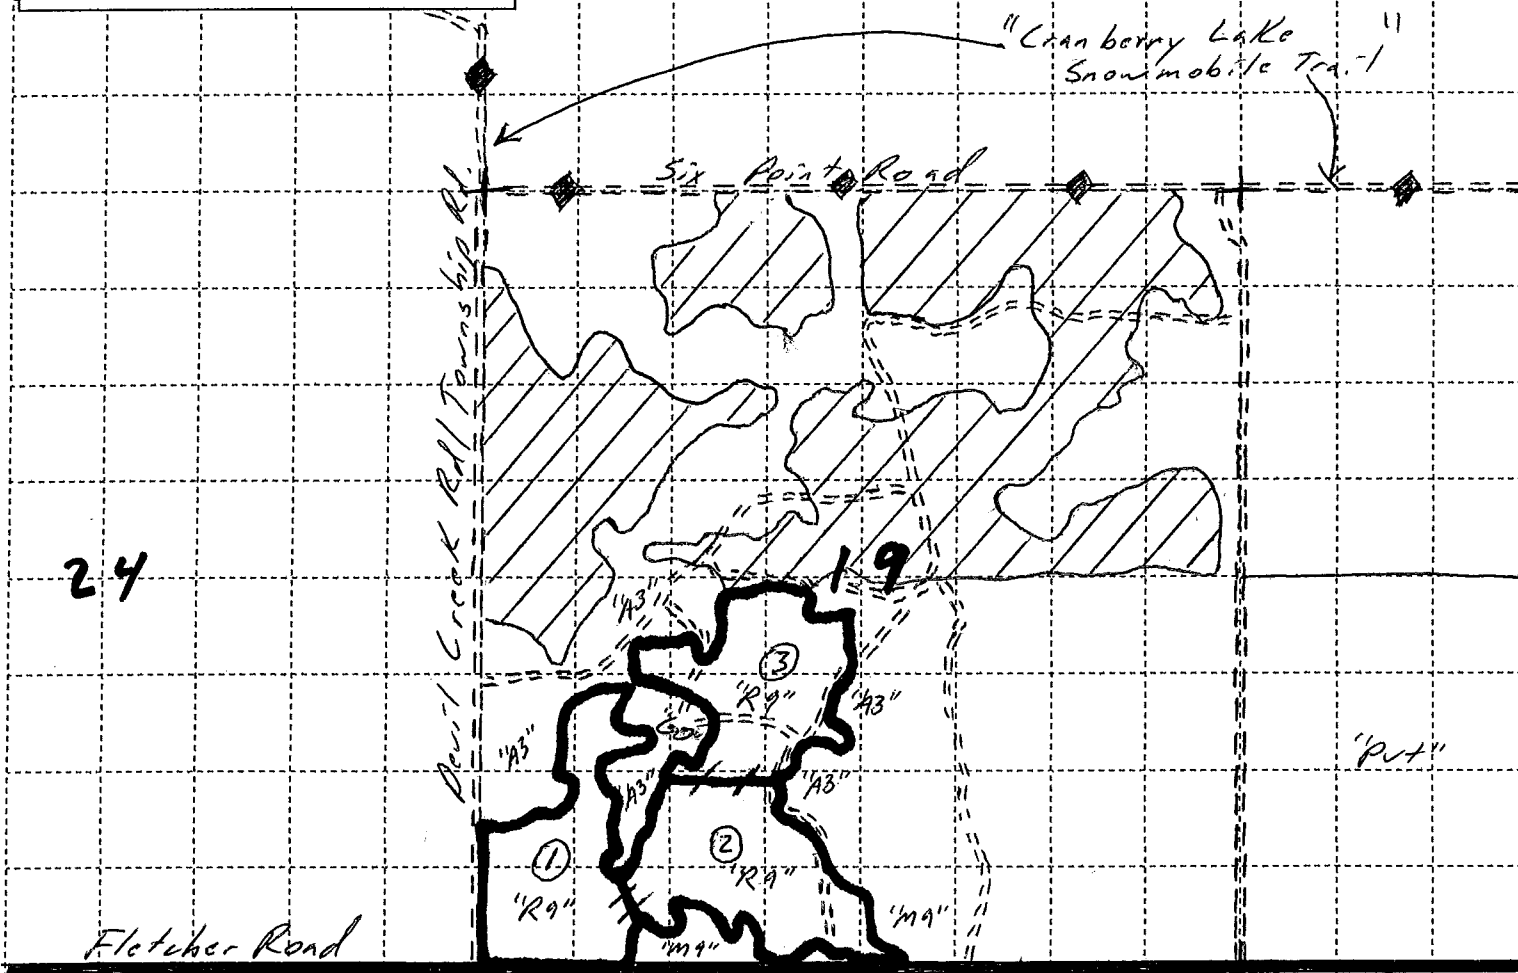 "Cranberry Lake
Snowmobile Trail"
Six Point Road
Devil Creek Rd/Township Rd.
24
19
"A3"
3
"R9"
"A3"
"A3"
"A3"
"A3"
"Pvt"
1
2
"R9"
"R9"
"M9"
"M9"
Fletcher Road